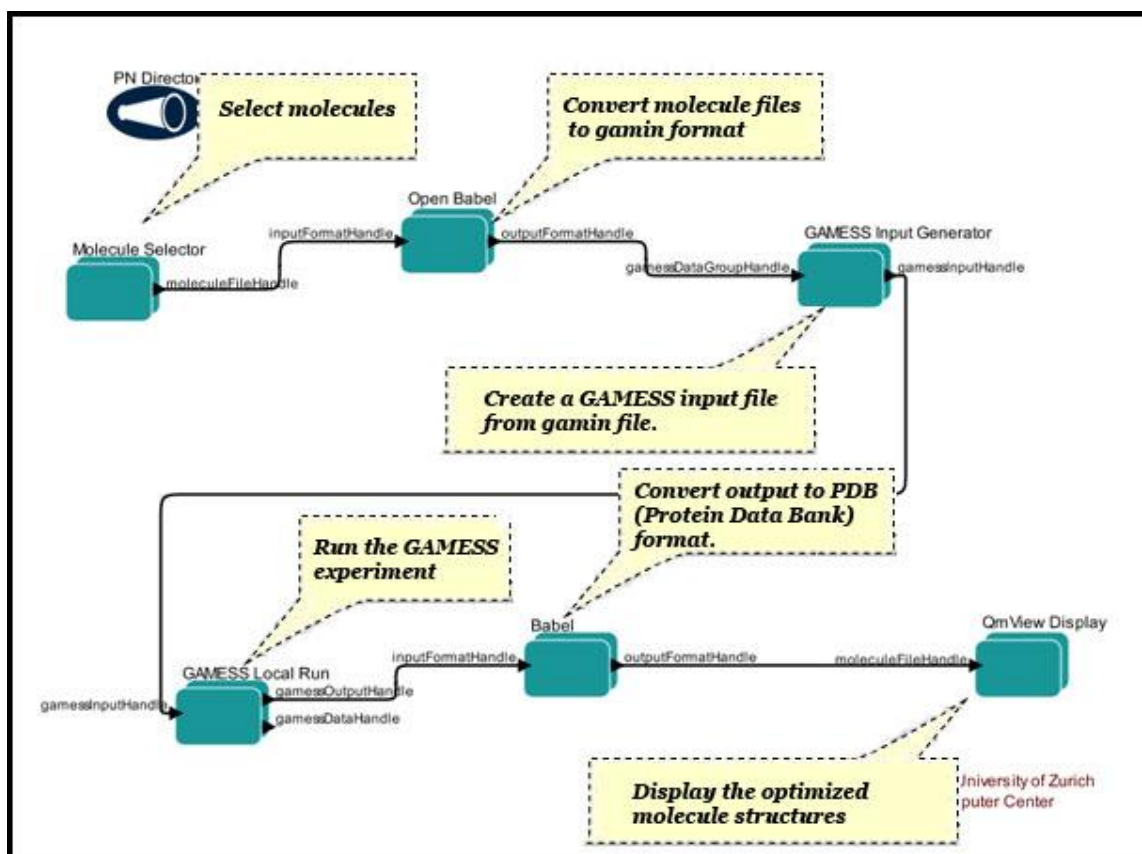 PN Director
Select molecules
Convert molecule files
to gamin format
Open Babel
inputFormatHandle
outputFormatHandle
GAMESS Input Generator
Molecule Selector
moleculeFileHandle
gamessDataGroupHandle
gamessInputHandle
Create a GAMESS input file
from gamin file.
Convert output to PDB
(Protein Data Bank)
format.
Run the GAMESS
experiment
Babel
QmView Display
inputFormatHandle
outputFormatHandle
moleculeFileHandle
GAMESS Local Run
gamessOutputHandle
gamessInputHandle
gamessDataHandle
Display the optimized
molecule structures
niversity of Zurich
puter Center